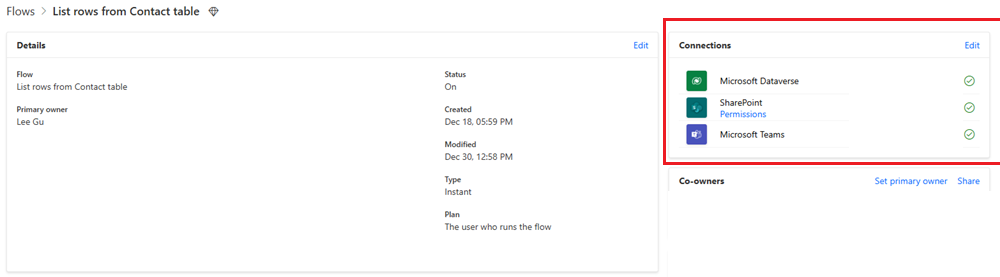 Flows > List rows from Contact table
Details
Edit
Flow
List rows from Contact table
Primary owner
Lee Gu
Status
On
Created
Dec 18, 05:59 PM
Modified
Dec 30, 12:58 PM
Type
Instant
Plan
The user who runs the flow
Connections
Edit
Microsoft Dataverse
SharePoint
Permissions
Microsoft Teams
Co-owners
Set primary owner
Share